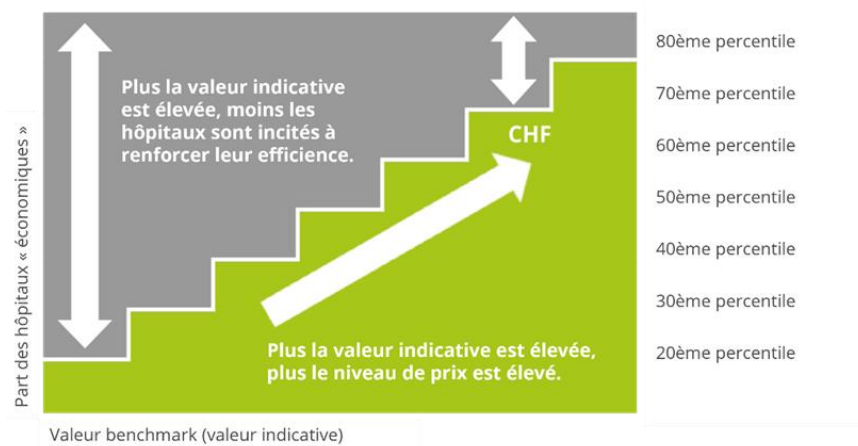 Part des hôpitaux « économiques »
Plus la valeur indicative
est élevée, moins les
hôpitaux sont incités à
renforcer leur efficience.
CHF
Plus la valeur indicative est élevée,
plus le niveau de prix est élevé.
80ème percentile
70ème percentile
60ème percentile
50ème percentile
40ème percentile
30ème percentile
20ème percentile
Valeur benchmark (valeur indicative)